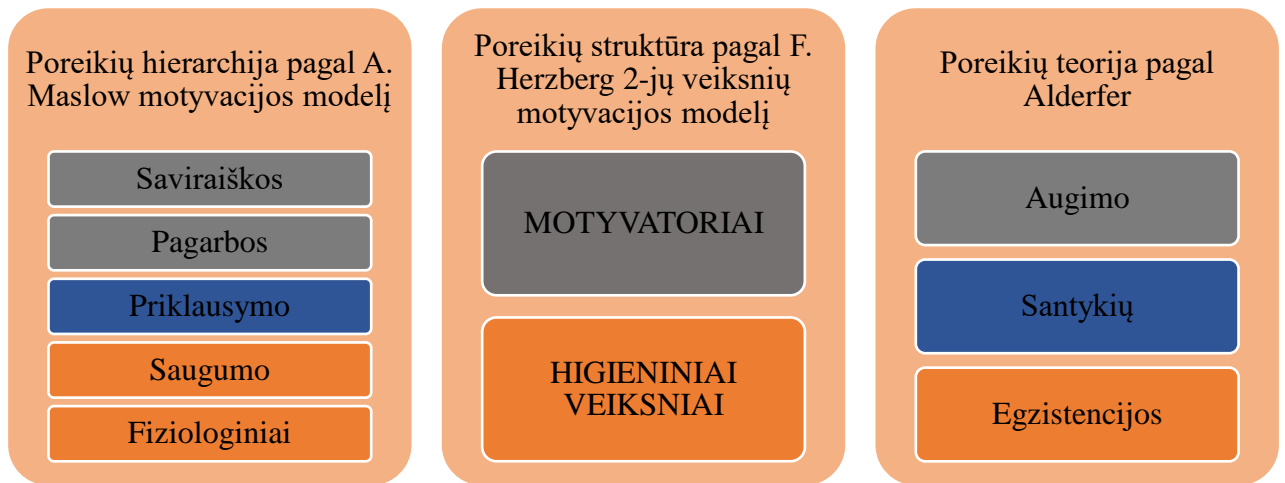 Poreikių hierarchija pagal A.
Maslow motyvacijos modelį
Saviraiškos
Pagarbos
Priklausymo
Saugumo
Fiziologiniai
Poreikių struktūra pagal F.
Herzberg 2-jų veiksnių
motyvacijos modelį
MOTYVATORIAI
HIGIENINIAI
VEIKSNIAI
Poreikių teorija pagal
Alderfer
Augimo
Santykių
Egzistencijos